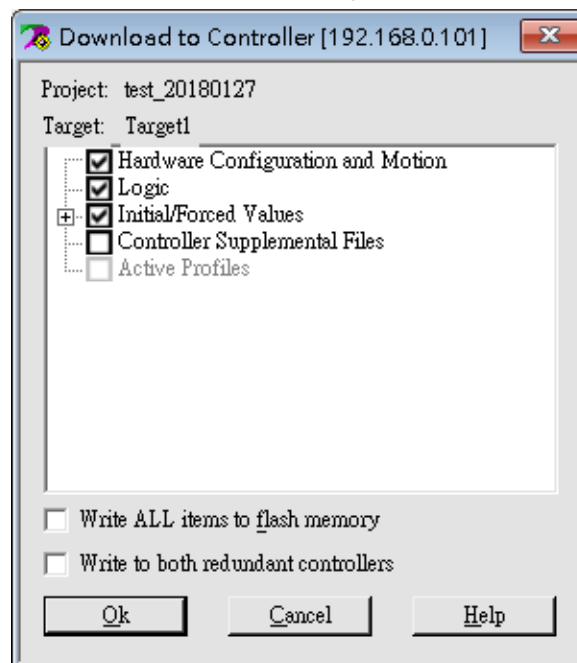 Download to Controller [192.168.0.101]
Project: test_20180127
Target: Target1
Hardware Configuration and Motion
Logic
Initial/Forced Values
Controller Supplemental Files
Active Profiles
Write ALL items to flash memory
Write to both redundant controllers
Ok Cancel Help